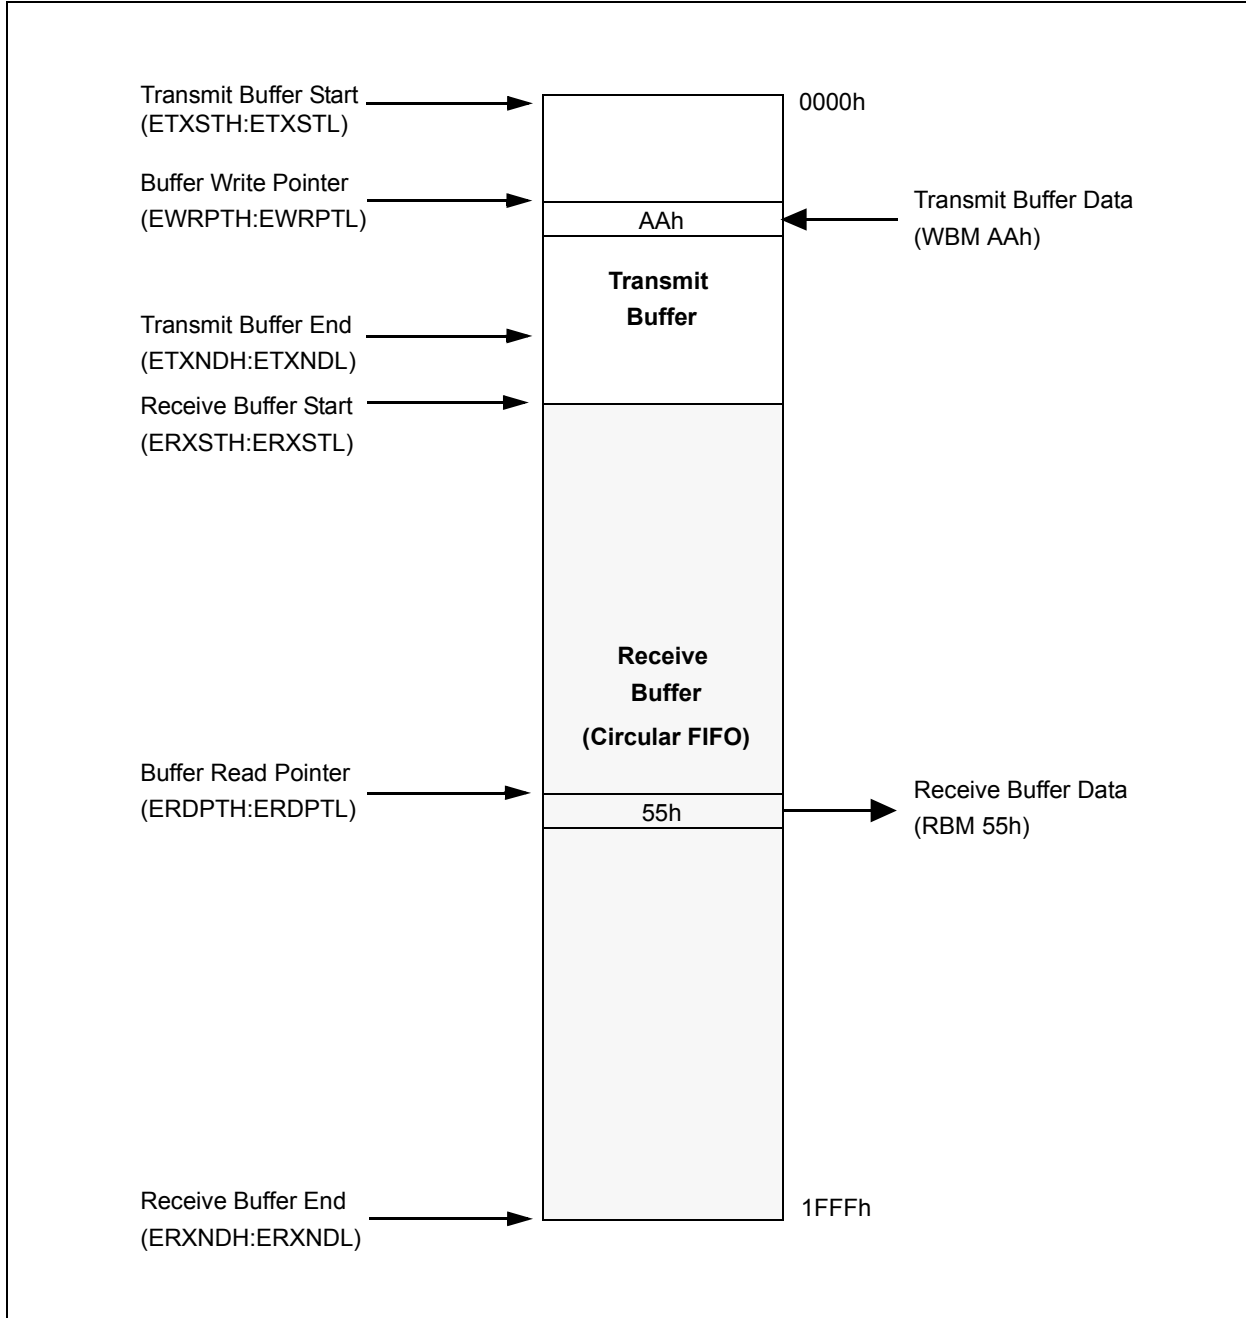 Transmit Buffer Start
(ETXSTH:ETXSTL)
0000h
Buffer Write Pointer
(EWRPTH:EWRPTL)
AAh
Transmit Buffer Data
(WBM AAh)
Transmit
Buffer
Transmit Buffer End
(ETXNDH:ETXNDL)
Receive Buffer Start
(ERXSTH:ERXSTL)
Receive
Buffer
(Circular FIFO)
Buffer Read Pointer
(ERDPTH:ERDPTL)
55h
Receive Buffer Data
(RBM 55h)
Receive Buffer End
(ERXNDH:ERXNDL)
1FFFh